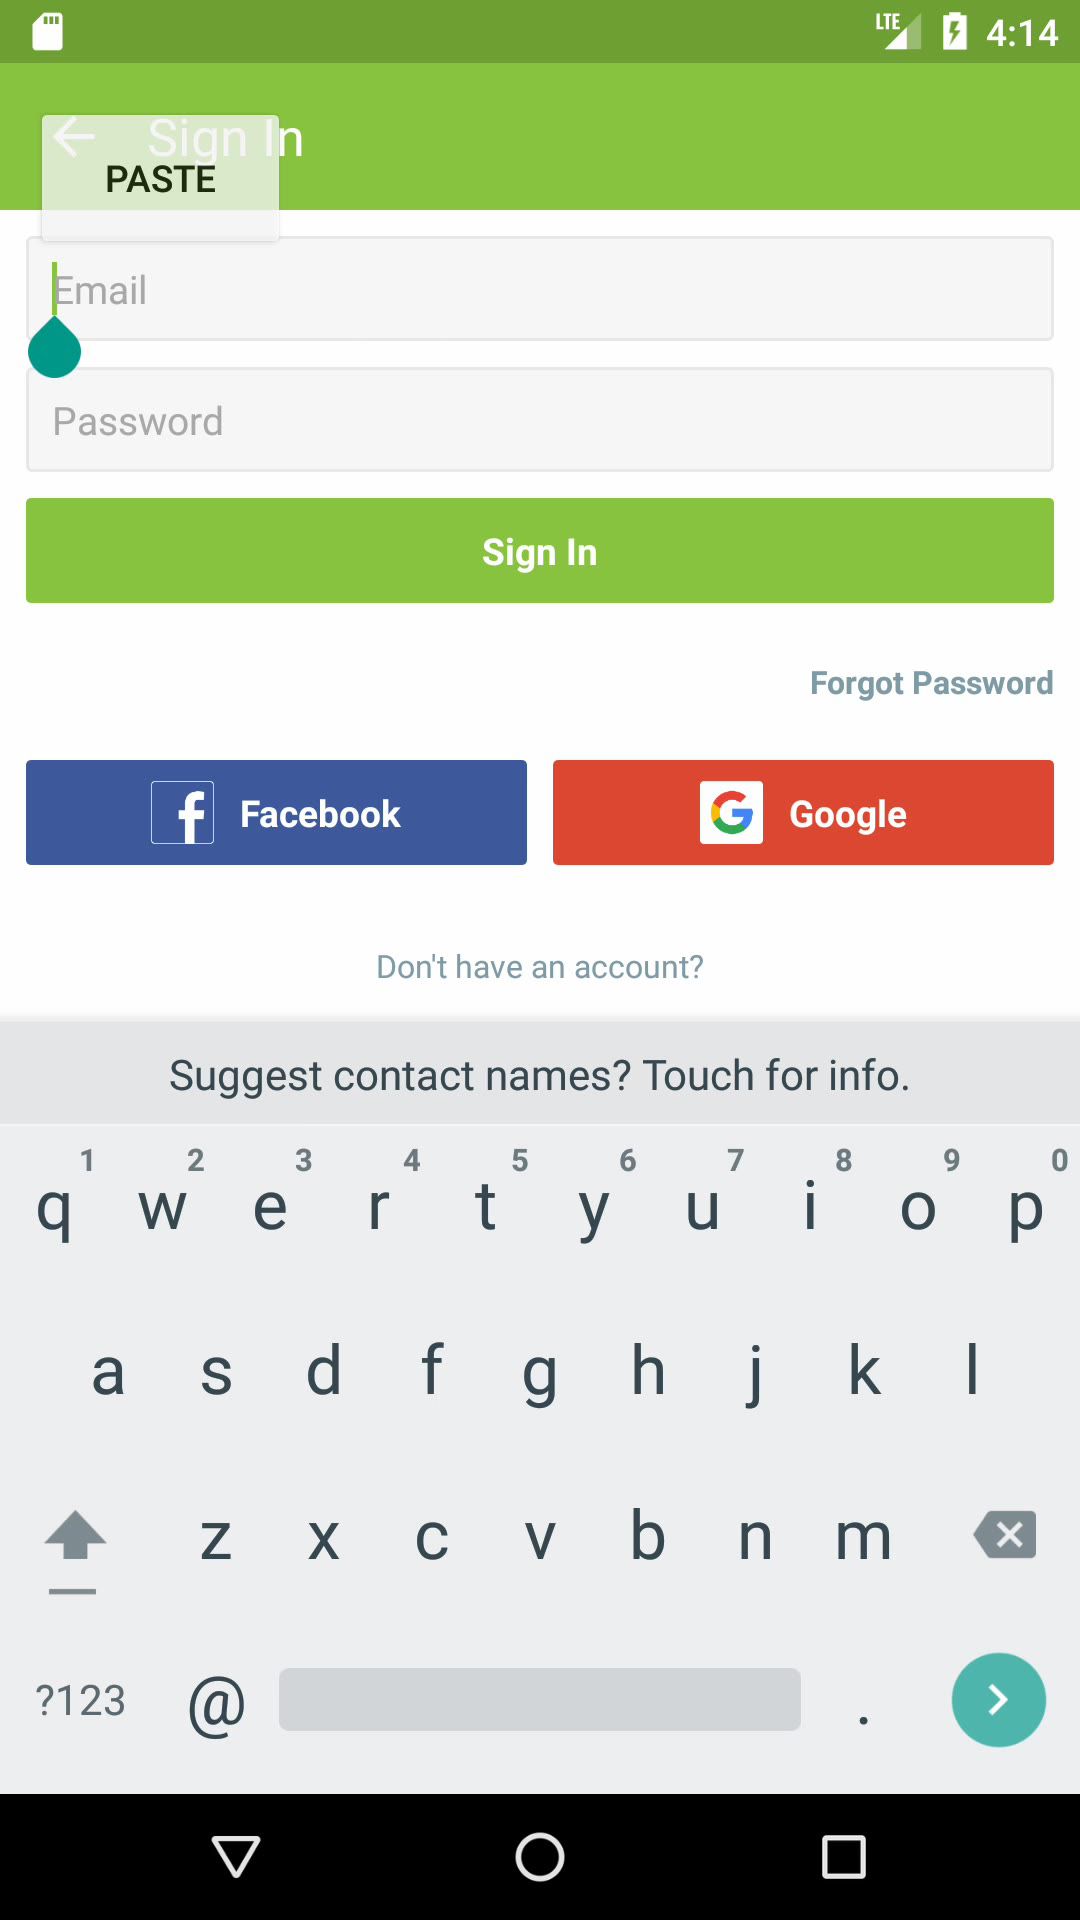 LTE 4:14
Sign In
PASTE
Email
Password
Sign In
Forgot Password
Facebook
Google
Don't have an account?
Suggest contact names? Touch for info.
1 2 3 4 5 6 7 8 9 0
q w e r t y u i o p
a s d f g h j k l
z x c v b n m
?123 @ .